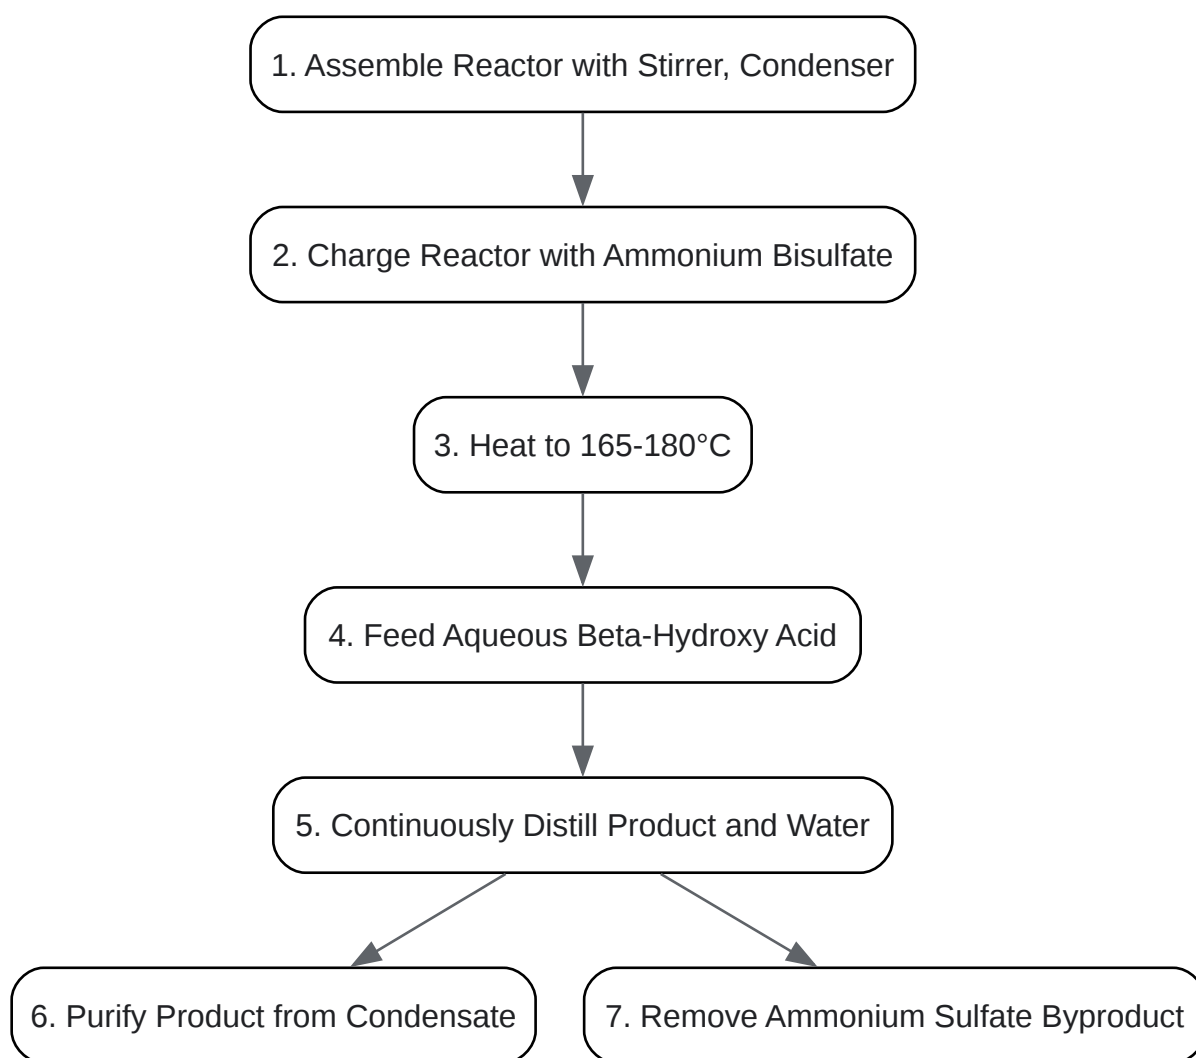 1. Assemble Reactor with Stirrer, Condenser
2. Charge Reactor with Ammonium Bisulfate
3. Heat to 165-180°C
4. Feed Aqueous Beta-Hydroxy Acid
5. Continuously Distill Product and Water
6. Purify Product from Condensate
7. Remove Ammonium Sulfate Byproduct